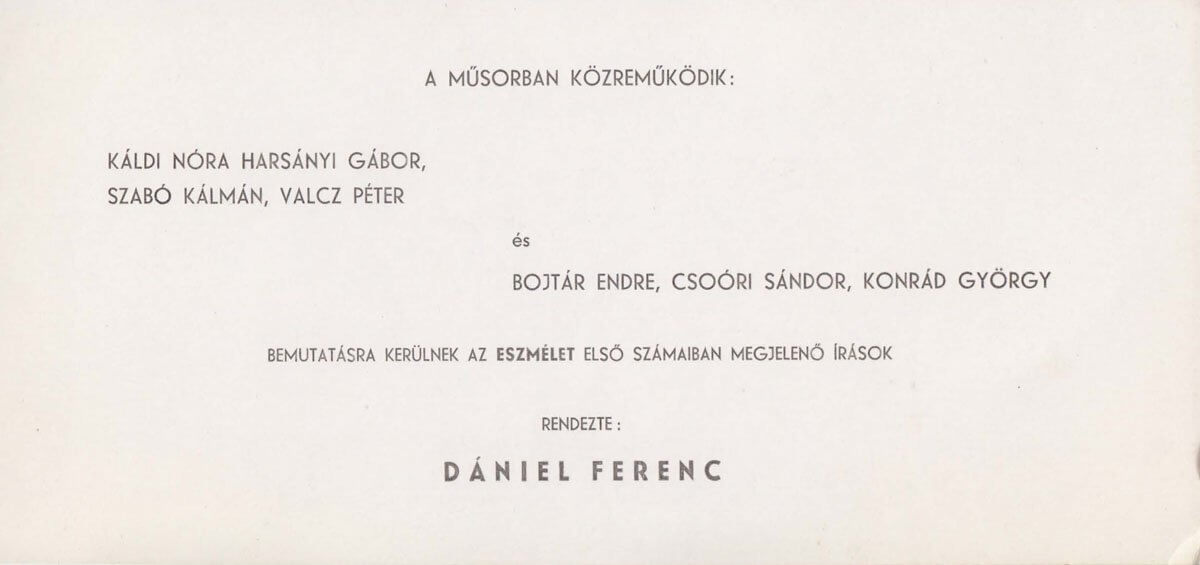 A MŰSORBAN KÖZREMŰKÖDIK:
KÁLDI NÓRA HARSÁNYI GÁBOR,
SZABÓ KÁLMÁN, VALCZ PÉTER
és
BOJTÁR ENDRE, CSOÓRI SÁNDOR, KONRÁD GYÖRGY
BEMUTATÁSRA KERÜLNEK AZ ESZMÉLET ELSŐ SZÁMAIBAN MEGJELENŐ ÍRÁSOK
RENDEZTE:
DÁNIEL FERENC